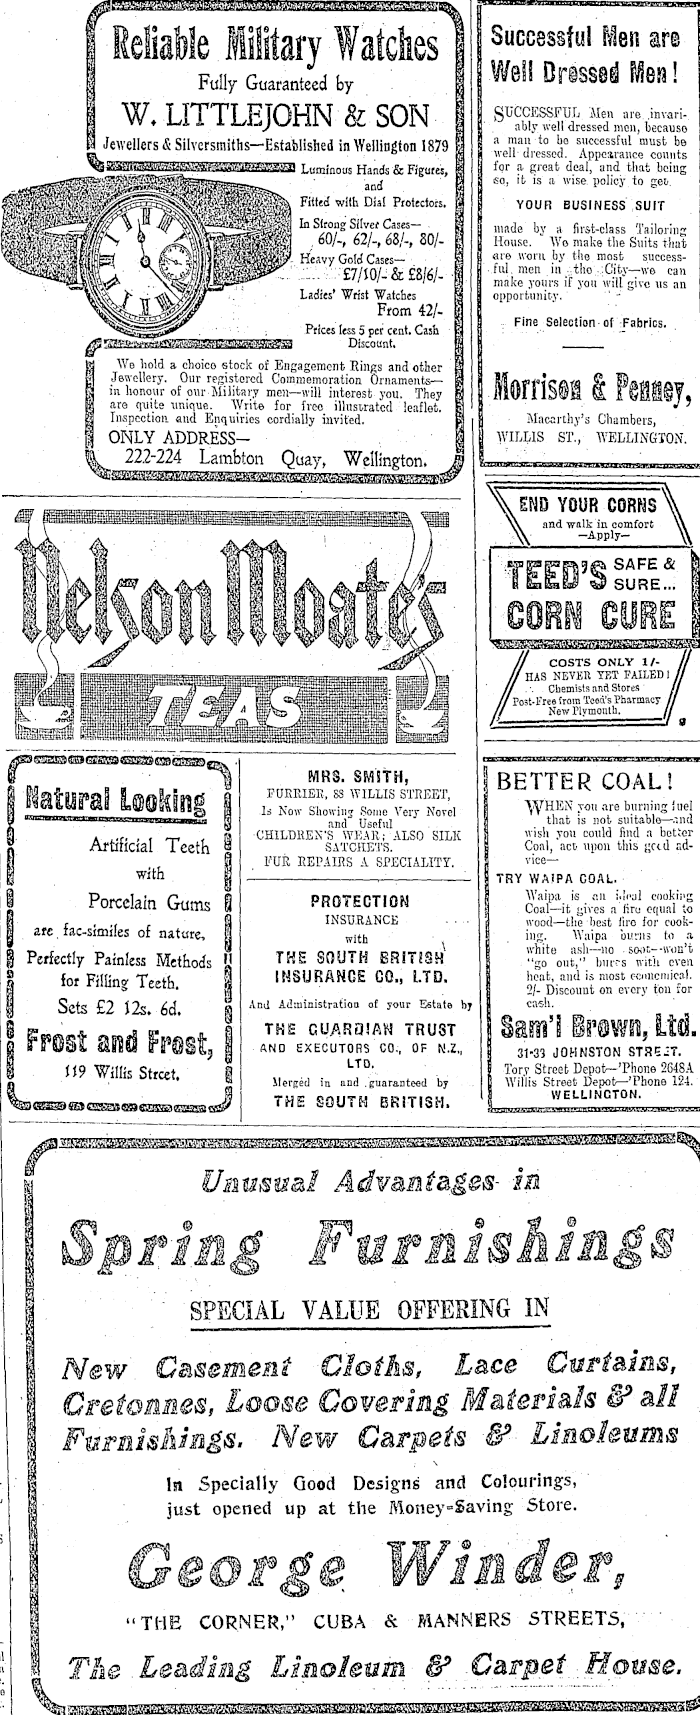 Reliable Military Watches
Fully Guaranteed by
W. LITTLEJOHN & SON
Jewellers & Silversmiths—Established in Wellington 1879
Luminous Hands & Figures,
and
Fitted with Dial Protectors.
In Strong Silver Cases—
60/-, 62/-, 68/-, 80/-
Heavy Gold Cases—
£7/10/- & £8/6/-
Ladies' Wrist Watches
From 42/-
Prices less 5 per cent. Cash
Discount.
We hold a choice stock of Engagement Rings and other
Jewellery. Our registered Commemoration Ornaments—
in honour of our Military men—will interest you. They
are quite unique. Write for free illustrated leaflet.
Inspection and Enquiries cordially invited.
ONLY ADDRESS—
222-224 Lambton Quay, Wellington.
Successful Men are
Well Dressed Men!
SUCCESSFUL Men are invari-
ably well dressed men, because
a man to be successful must be
well dressed. Appearance counts
for a great deal, and that being
so, it is a wise policy to get
YOUR BUSINESS SUIT
made by a first-class Tailoring
House. We make the Suits that
are worn by the most success-
ful men in the City—we can
make yours if you will give us an
opportunity.
Fine Selection of Fabrics.
Morrison & Penney,
Macarthy's Chambers,
WILLIS ST., WELLINGTON.
Nelson Moate's
TEAS
END YOUR CORNS
and walk in comfort
—Apply—
TEED'S SAFE &
SURE...
CORN CURE
COSTS ONLY 1/-
HAS NEVER YET FAILED!
Chemists and Stores
Post-Free from Teed's Pharmacy
New Plymouth.
Natural Looking
Artificial Teeth
with
Porcelain Gums
are fac-similes of nature,
Perfectly Painless Methods
for Filling Teeth.
Sets £2 12s. 6d.
Frost and Frost,
119 Willis Street.
MRS. SMITH,
FURRIER, 88 WILLIS STREET,
Is Now Showing Some Very Novel
and Useful
CHILDREN'S WEAR; ALSO SILK
SATCHETS.
FUR REPAIRS A SPECIALITY.
PROTECTION
INSURANCE
with
THE SOUTH BRITISH
INSURANCE CO., LTD.
And Administration of your Estate by
THE GUARDIAN TRUST
AND EXECUTORS CO., OF N.Z.,
LTD.
Merged in and guaranteed by
THE SOUTH BRITISH.
BETTER COAL!
WHEN you are burning fuel
that is not suitable—and
wish you could find a better
Coal, act upon this good ad-
vice—
TRY WAIPA COAL.
Waipa is an ideal cooking
Coal—it gives a fire equal to
wood—the best fire for cook-
ing. Waipa burns to a
white ash—no soot—won't
"go out," burns with even
heat, and is most economical.
2/- Discount on every ton for
cash.
Sam'l Brown, Ltd.
31-33 JOHNSTON STREET.
Tory Street Depot—'Phone 2648A
Willis Street Depot—'Phone 124.
WELLINGTON.
Unusual Advantages in
Spring Furnishings
SPECIAL VALUE OFFERING IN
New Casement Cloths, Lace Curtains,
Cretonnes, Loose Covering Materials & all
Furnishings. New Carpets & Linoleums
In Specially Good Designs and Colourings,
just opened up at the Money-Saving Store.
George Winder,
"THE CORNER," CUBA & MANNERS STREETS,
The Leading Linoleum & Carpet House.